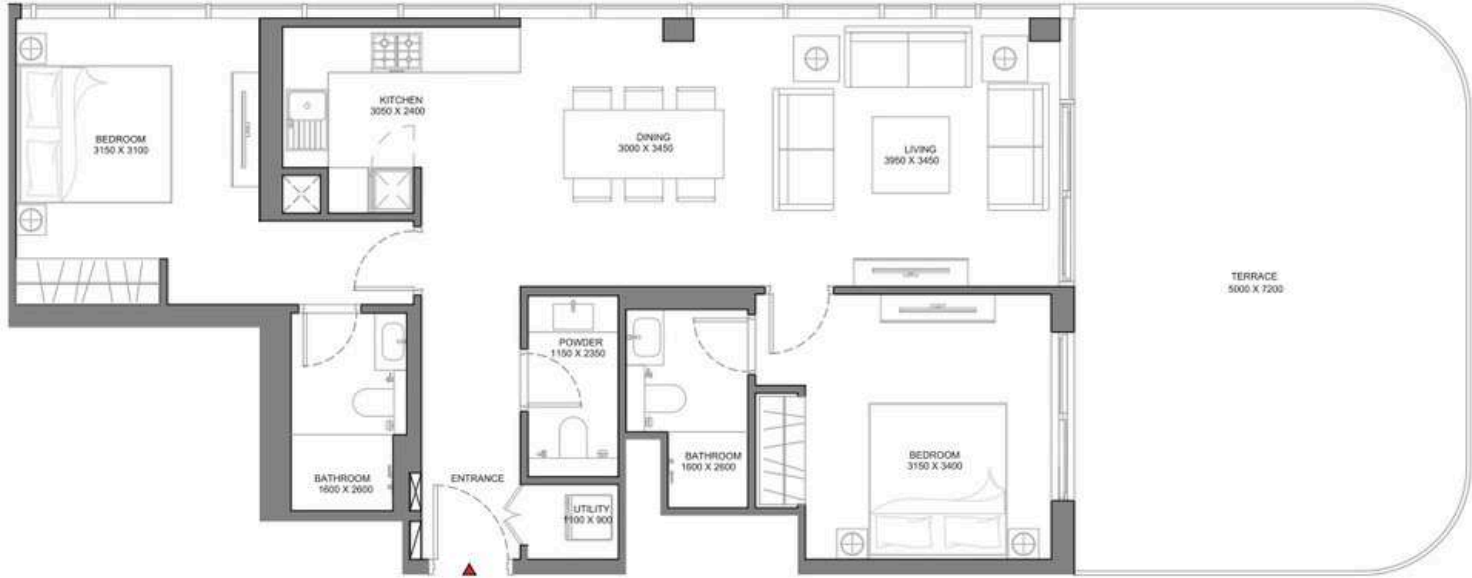 BEDROOM
3150 X 3100
KITCHEN
3050 X 2400
DINING
3000 X 3450
LIVING
3950 X 3450
TERRACE
5000 X 7200
POWDER
1150 X 2350
BATHROOM
1600 X 2600
ENTRANCE
UTILITY
1100 X 900
BATHROOM
1600 X 2600
BEDROOM
3150 X 3400